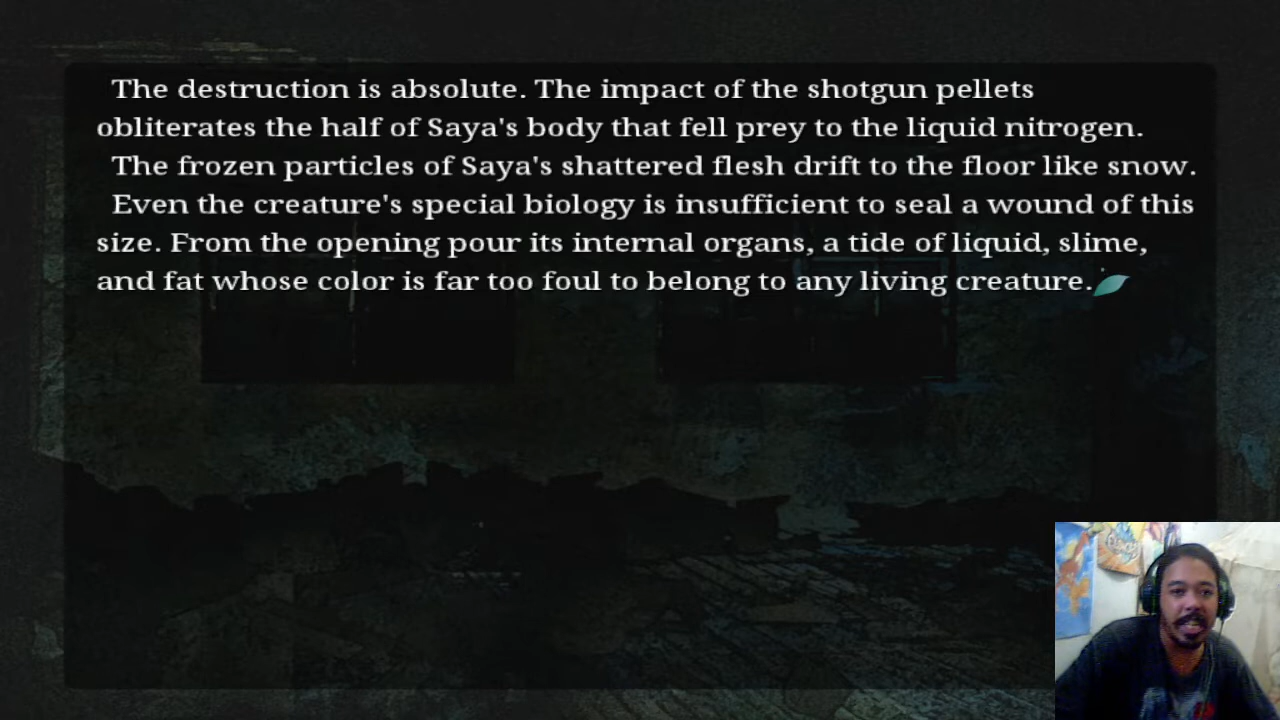 The destruction is absolute. The impact of the shotgun pellets
obliterates the half of Saya's body that fell prey to the liquid nitrogen.
The frozen particles of Saya's shattered flesh drift to the floor like snow.
Even the creature's special biology is insufficient to seal a wound of this
size. From the opening pour its internal organs, a tide of liquid, slime,
and fat whose color is far too foul to belong to any living creature.